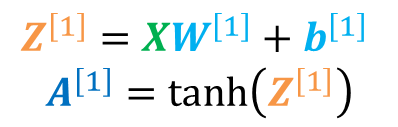 Z[1] = XW[1] + b[1]
A[1] = tanh(Z[1])